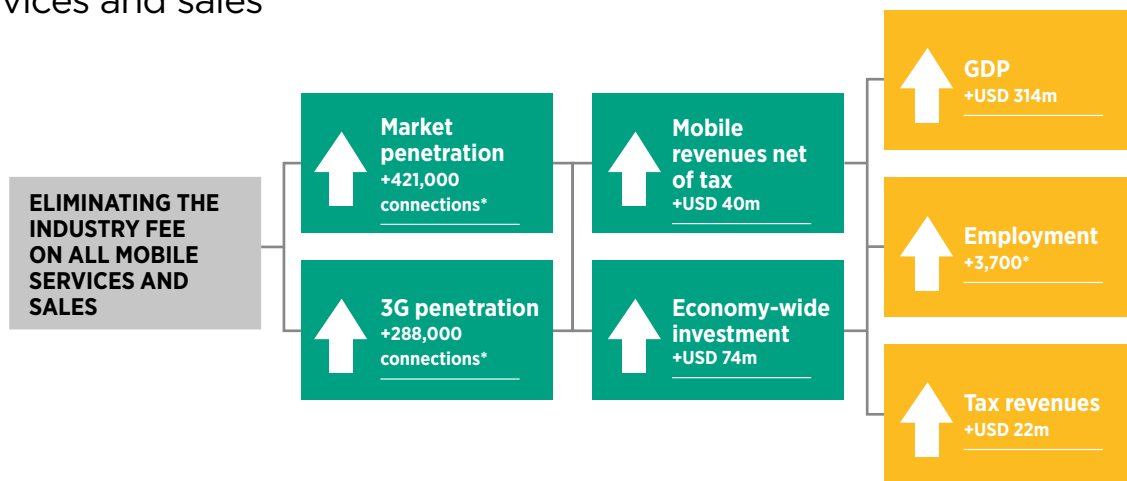 vices and sales
ELIMINATING THE
INDUSTRY FEE
ON ALL MOBILE
SERVICES AND
SALES
Market
penetration
+421,000
connections*
3G penetration
+288,000
connections*
Mobile
revenues net
of tax
+USD 40m
Economy-wide
investment
+USD 74m
GDP
+USD 314m
Employment
+3,700*
Tax revenues
+USD 22m